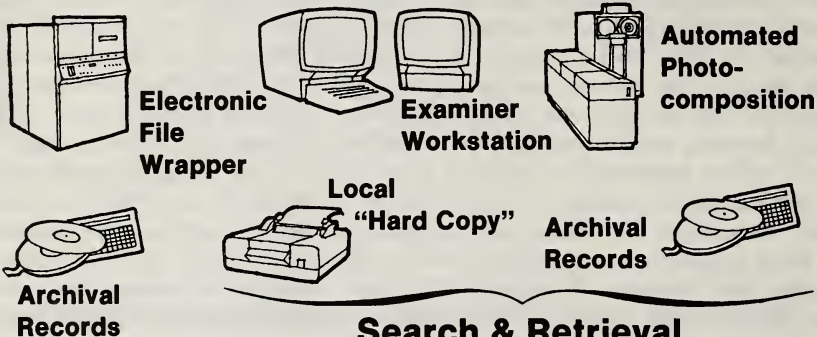 Electronic
File
Wrapper
Examiner
Workstation
Automated
Photo-
composition
Archival
Records
Local
"Hard Copy"
Archival
Records
Search & Retrieval